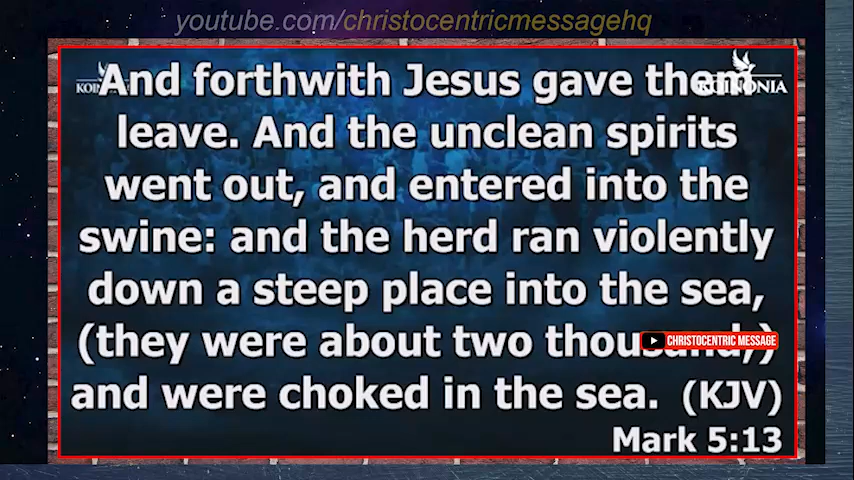 youtube.com/christocentricmessagehq
And forthwith Jesus gave them
KOINONIA
leave. And the unclean spirits
went out, and entered into the
swine: and the herd ran violently
down a steep place into the sea,
(they were about two thousand;)
CHRISTOCENTRIC MESSAGE
and were choked in the sea. (KJV)
Mark 5:13